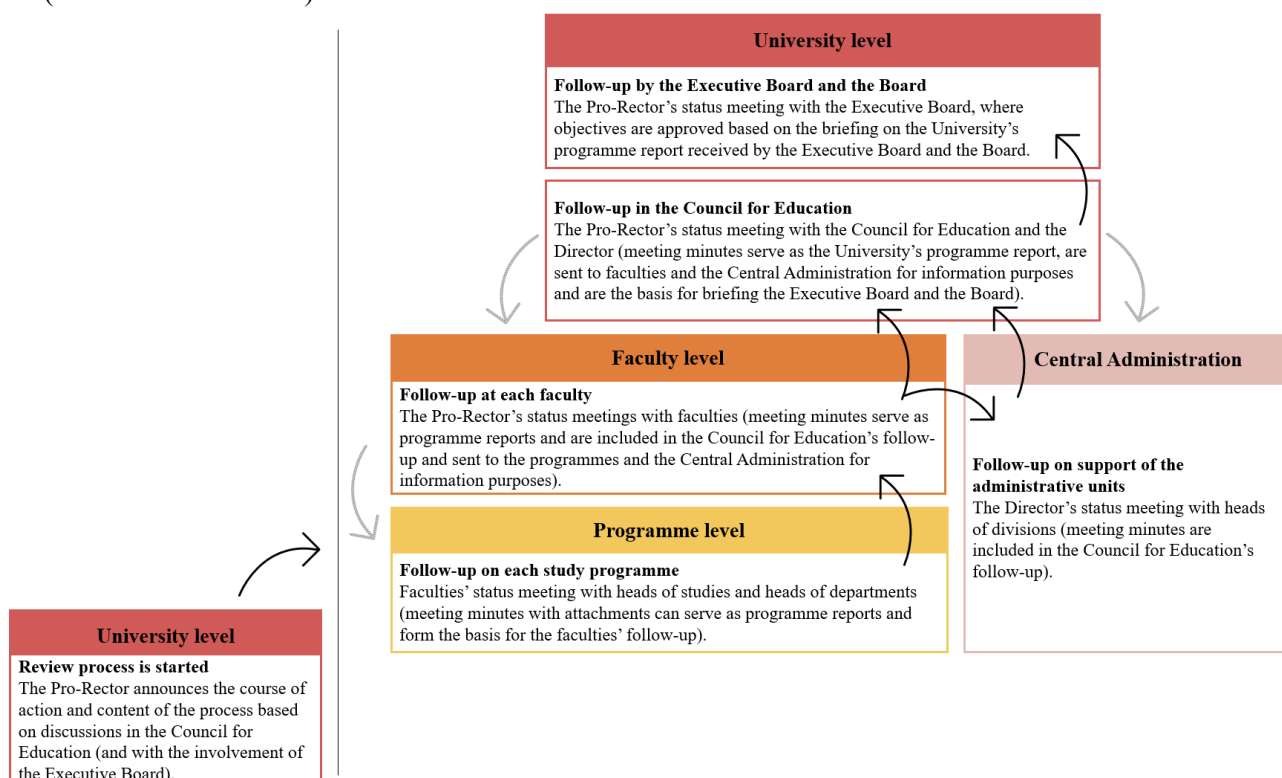 University level
Follow-up by the Executive Board and the Board
The Pro-Rector’s status meeting with the Executive Board, where
objectives are approved based on the briefing on the University’s
programme report received by the Executive Board and the Board.
Follow-up in the Council for Education
The Pro-Rector’s status meeting with the Council for Education and the
Director (meeting minutes serve as the University’s programme report, are
sent to faculties and the Central Administration for information purposes
and are the basis for briefing the Executive Board and the Board).
Faculty level
Follow-up at each faculty
The Pro-Rector’s status meetings with faculties (meeting minutes serve as
programme reports and are included in the Council for Education’s follow-
up and sent to the programmes and the Central Administration for
information purposes).
Central Administration
Follow-up on support of the
administrative units
The Director’s status meeting with heads
of divisions (meeting minutes are
included in the Council for Education’s
follow-up).
Programme level
Follow-up on each study programme
Faculties’ status meeting with heads of studies and heads of departments
(meeting minutes with attachments can serve as programme reports and
form the basis for the faculties’ follow-up).
University level
Review process is started
The Pro-Rector announces the course of
action and content of the process based
on discussions in the Council for
Education (and with the involvement of
the Executive Board).